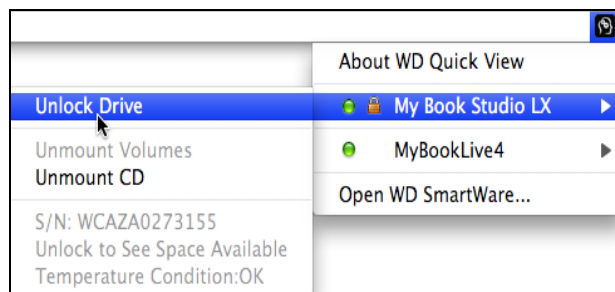 About WD Quick View
My Book Studio LX
MyBookLive4
Open WD SmartWare...
Unlock Drive
Unmount Volumes
Unmount CD
S/N: WCAZA0273155
Unlock to See Space Available
Temperature Condition:OK